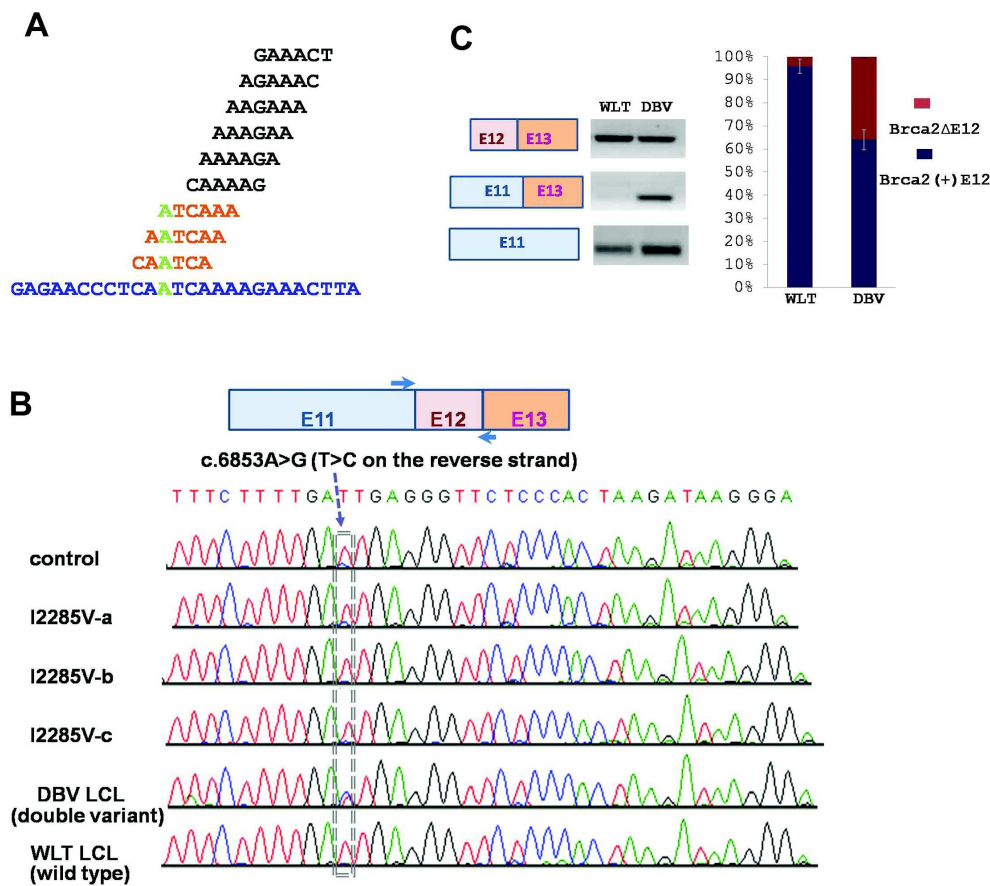 A
GAAACT
AGAAAC
AAGAAA
AAAGAA
AAAAGA
CAAAAG
ATCAAA
AATCAA
CAATCA
GAGAACCCTCAATCAAAAGAAACTTA
C
WLT DBV
E12 E13
E11 E13
E11
100%
90%
80%
70%
60%
50%
40%
30%
20%
10%
0%
WLT DBV
Brca2ΔE12
Brca2(+)E12
B
E11 E12 E13
c.6853A>G (T>C on the reverse strand)
T T T C T T T T G A T T G A G G G T T C T C C C A C T A A G A T A A G G G A
control
I2285V-a
I2285V-b
I2285V-c
DBV LCL
(double variant)
WLT LCL
(wild type)